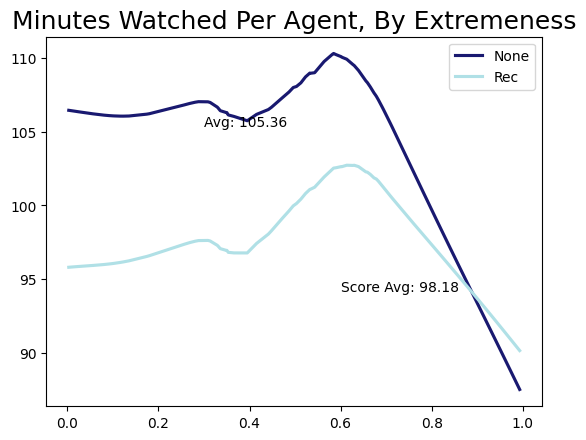 Minutes Watched Per Agent, By Extremeness
110
105
100
95
90
None
Rec
Avg: 105.36
Score Avg: 98.18
0.0 0.2 0.4 0.6 0.8 1.0